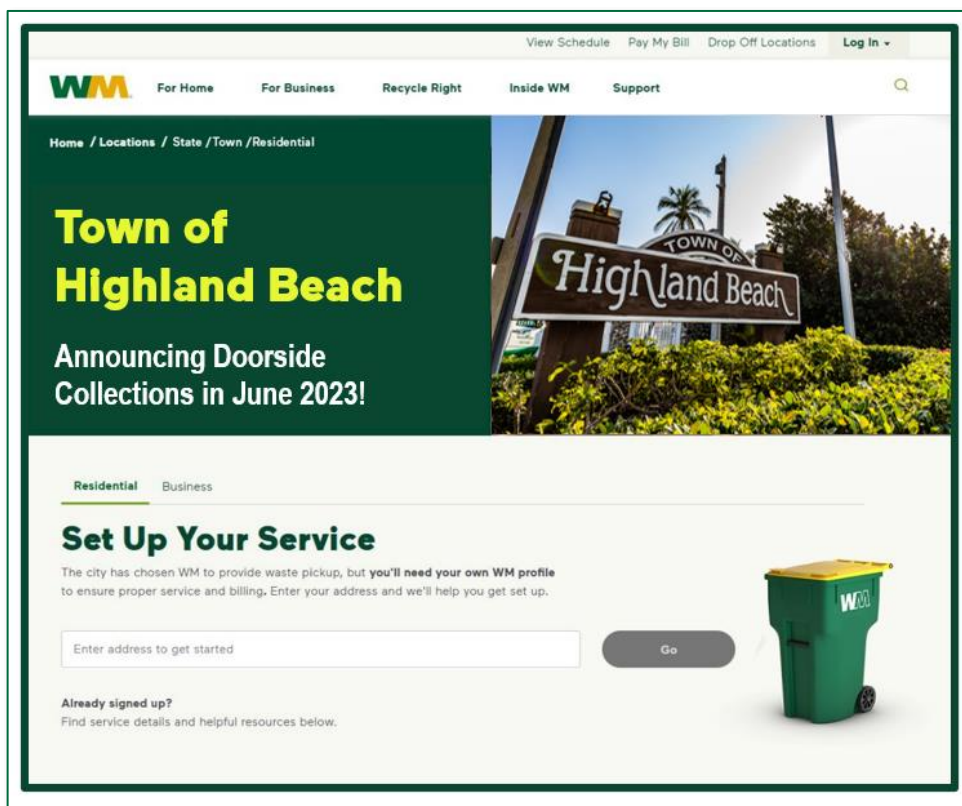 View Schedule Pay My Bill Drop Off Locations Log In
WM For Home For Business Recycle Right Inside WM Support
Home / Locations / State /Town /Residential
Town of
Highland Beach
Announcing Doorside
Collections in June 2023!
TOWN OF
Highland Beach
Residential Business
Set Up Your Service
The city has chosen WM to provide waste pickup, but you'll need your own WM profile
to ensure proper service and billing. Enter your address and we'll help you get set up.
Enter address to get started Go
WM
Already signed up?
Find service details and helpful resources below.